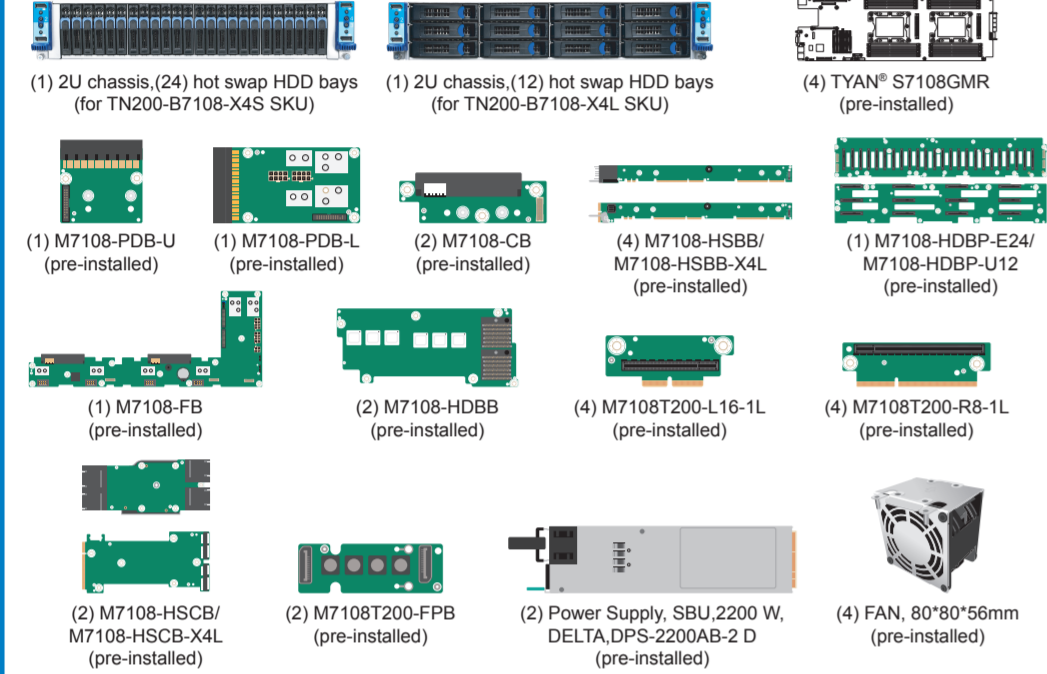 (1) 2U chassis,(24) hot swap HDD bays
(for TN200-B7108-X4S SKU)
(1) 2U chassis,(12) hot swap HDD bays
(for TN200-B7108-X4L SKU)
(4) TYAN® S7108GMR
(pre-installed)
(1) M7108-PDB-U
(pre-installed)
(1) M7108-PDB-L
(pre-installed)
(2) M7108-CB
(pre-installed)
(4) M7108-HSBB/
M7108-HSBB-X4L
(pre-installed)
(1) M7108-HDBP-E24/
M7108-HDBP-U12
(pre-installed)
(1) M7108-FB
(pre-installed)
(2) M7108-HDBB
(pre-installed)
(4) M7108T200-L16-1L
(pre-installed)
(4) M7108T200-R8-1L
(pre-installed)
(2) M7108-HSCB/
M7108-HSCB-X4L
(pre-installed)
(2) M7108T200-FPB
(pre-installed)
(2) Power Supply, SBU,2200 W,
DELTA,DPS-2200AB-2 D
(pre-installed)
(4) FAN, 80*80*56mm
(pre-installed)